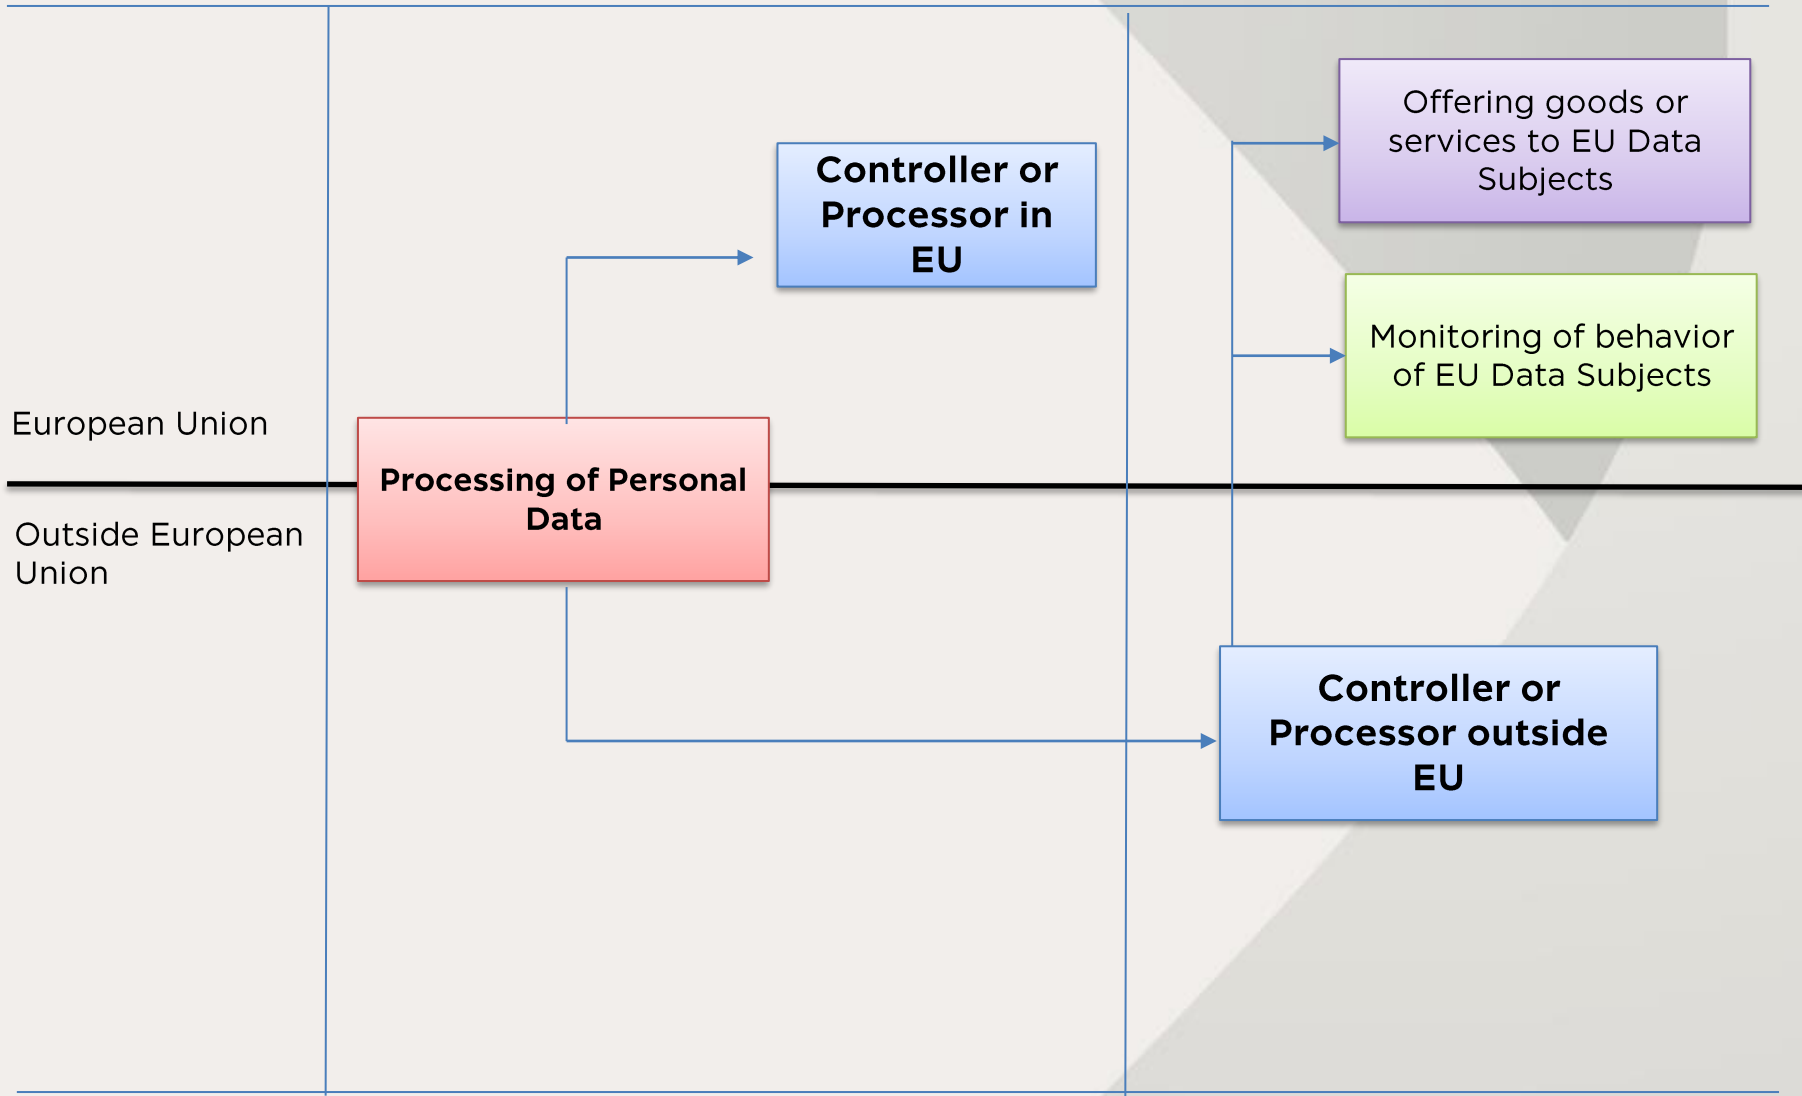 Offering goods or
services to EU Data
Subjects
Controller or
Processor in
EU
Monitoring of behavior
of EU Data Subjects
European Union
Processing of Personal
Data
Outside European
Union
Controller or
Processor outside
EU